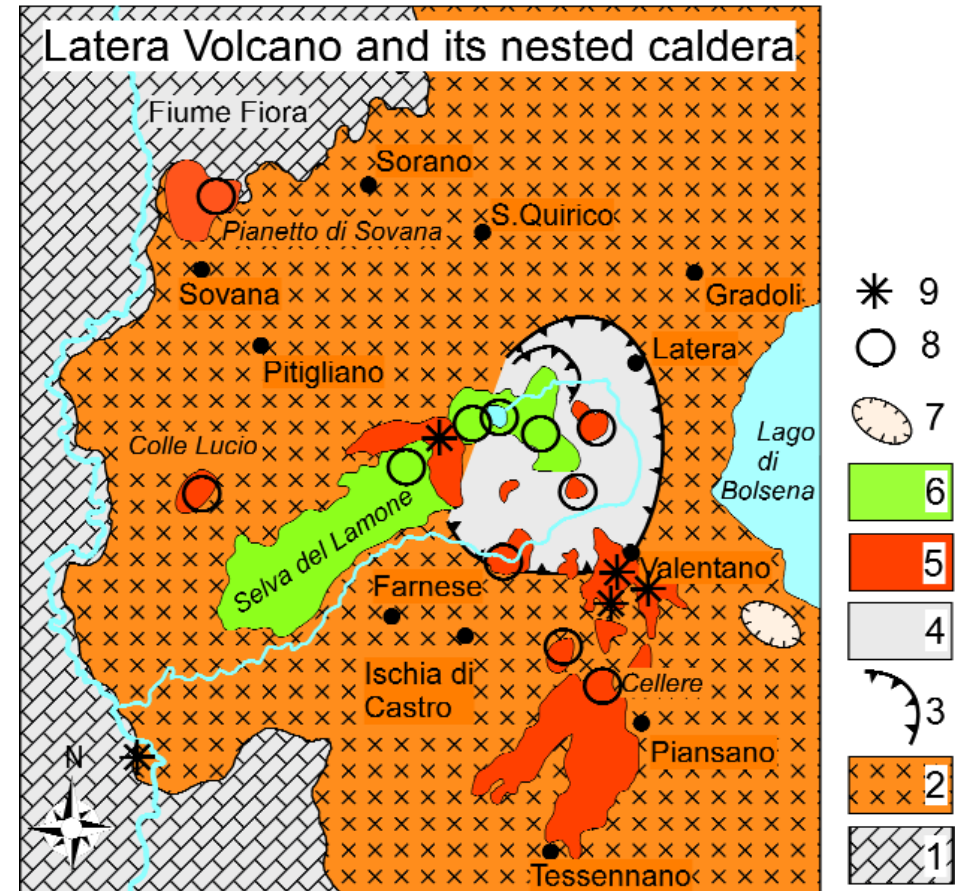 Latera Volcano and its nested caldera
Fiume Fiora
Sorano
Pianetto di Sovana
S.Quirico
Sovana
Gradoli
Pitigliano
Latera
Colle Lucio
Lago
di
Bolsena
Selva del Lamone
Farnese
Valentano
Ischia di
Castro
Cellere
Piansano
N
Tessennano
9
8
7
6
5
4
3
2
1